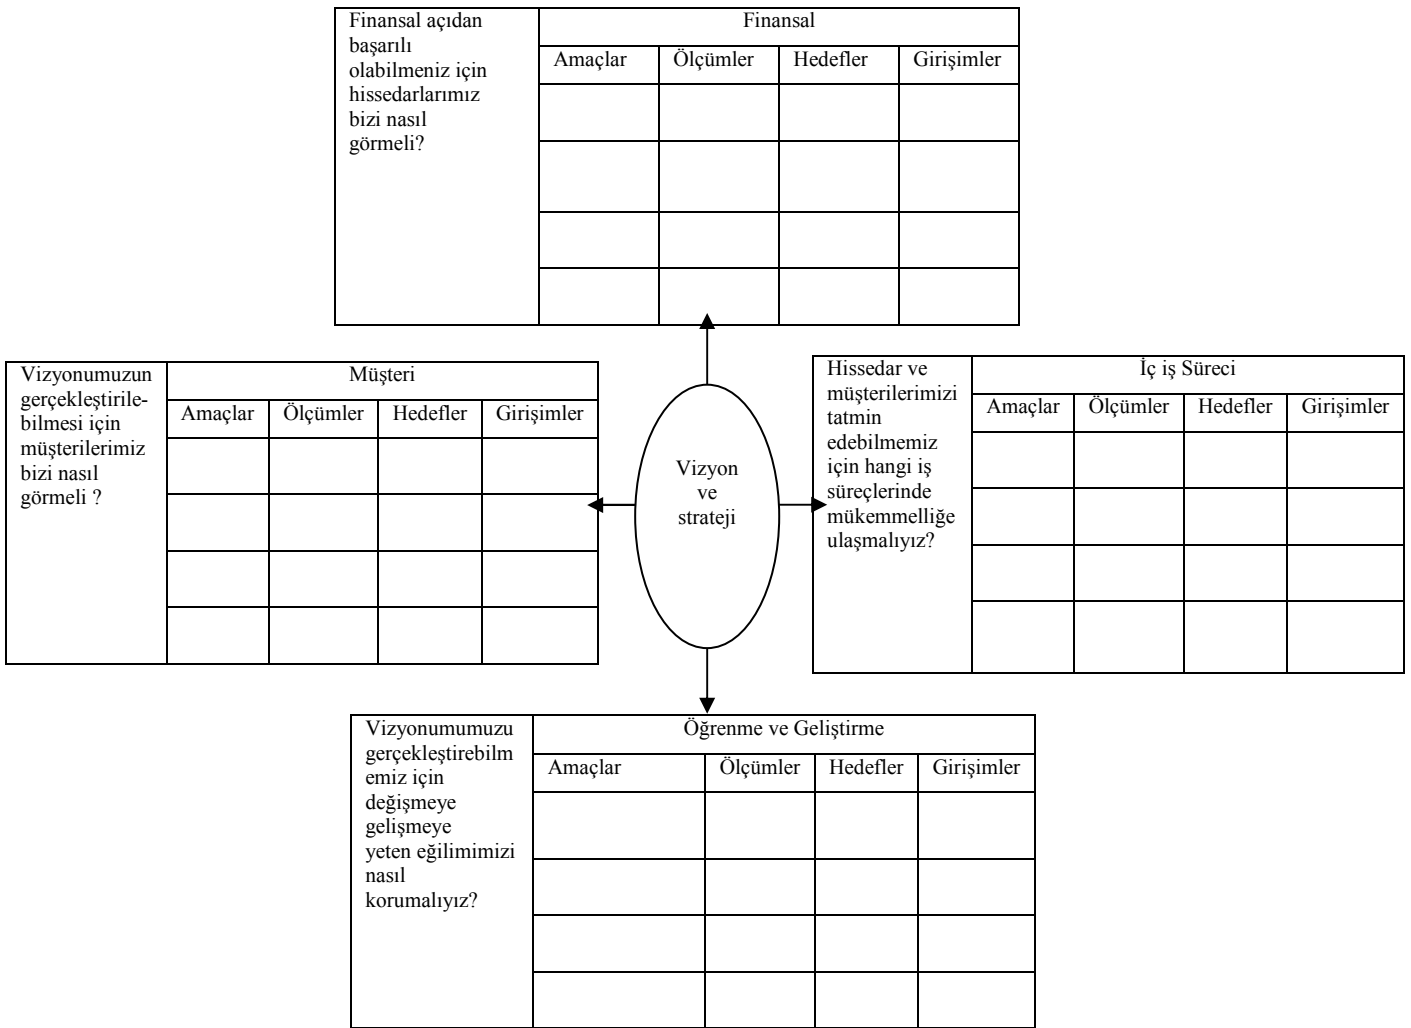 Finansal açıdan
başarılı
olabilmeniz için
hissedarlarımız
bizi nasıl
görmeli?
Finansal
Amaçlar Ölçümler Hedefler Girişimler
Vizyonumuzun
gerçekleştirile-
bilmesi için
müşterilerimiz
bizi nasıl
görmeli ?
Müşteri
Amaçlar Ölçümler Hedefler Girişimler
Vizyon
ve
strateji
Hissedar ve
müşterilerimizi
tatmin
edebilmemiz
için hangi iş
süreçlerinde
mükemmelliğe
ulaşmalıyız?
İç iş Süreci
Amaçlar Ölçümler Hedefler Girişimler
Vizyonumumuzu
gerçekleştirebilm
emiz için
değişmeye
gelişmeye
yeten eğilimimizi
nasıl
korumalıyız?
Öğrenme ve Geliştirme
Amaçlar Ölçümler Hedefler Girişimler